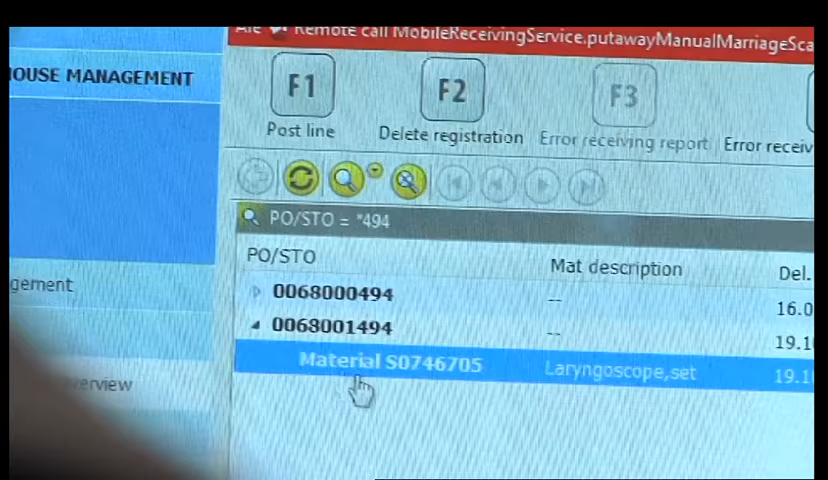 Remote call MobileReceivingService.putawayManualMarriageSca
OUSE MANAGEMENT
F1
F2
F3
Post line
Delete registration
Error receiving report
Error receiv
PO/STO = *494
PO/STO
Mat description
Del.
gement
0068000494
--
16.0
0068001494
--
19.1
Material S0746705
Laryngoscope,set
19.1
erview